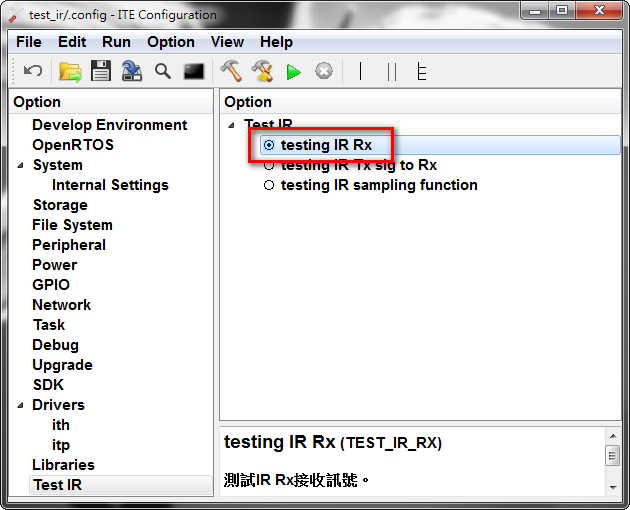 test_ir/.config - ITE Configuration
File Edit Run Option View Help
Option
Develop Environment
OpenRTOS
System
Internal Settings
Storage
File System
Peripheral
Power
GPIO
Network
Task
Debug
Upgrade
SDK
Drivers
ith
itp
Libraries
Test IR
Option
Test IR
testing IR Rx
testing IR Tx sig to Rx
testing IR sampling function
testing IR Rx (TEST_IR_RX)
測試IR Rx接收訊號。